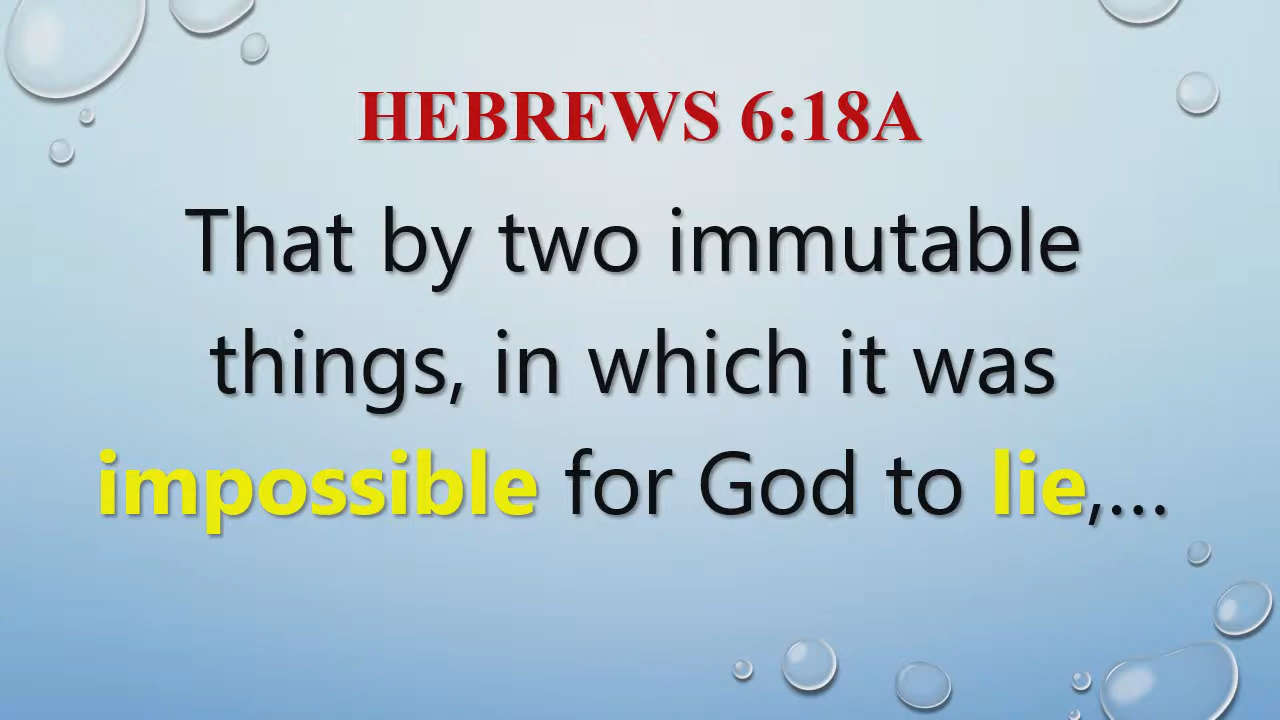 HEBREWS 6:18A
That by two immutable
things, in which it was
impossible for God to lie,...